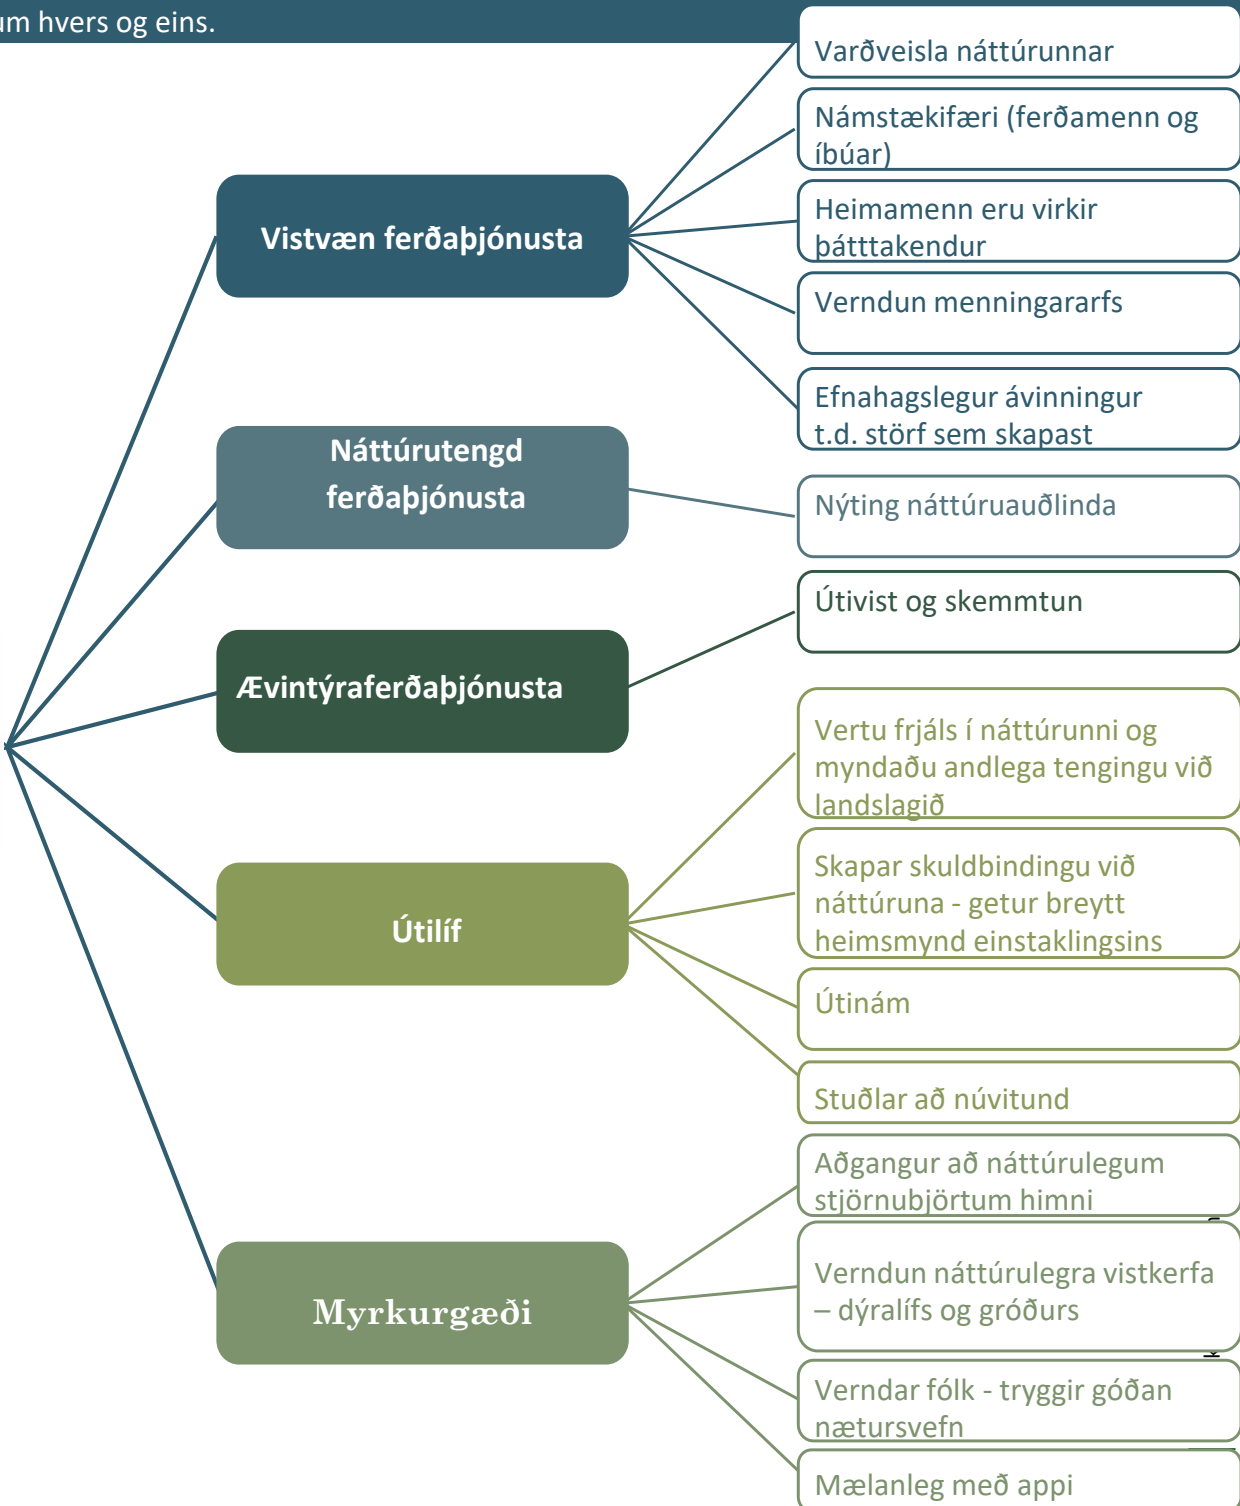 um hvers og eins.
Vistvæn ferðaþjónusta
Varðveisla náttúrunnar
Námstækifæri (ferðamenn og
íbúar)
Heimamenn eru virkir
þátttakendur
Verndun menningararfs
Efnahagslegur ávinningur
t.d. störf sem skapast
Náttúrutengd
ferðaþjónusta
Nýting náttúruauðlinda
Ævintýraferðaþjónusta
Útivist og skemmtun
Útilíf
Vertu frjáls í náttúrunni og
myndaðu andlega tengingu við
landslagið
Skapar skuldbindingu við
náttúruna - getur breytt
heimsmynd einstaklingsins
Útinám
Stuðlar að núvitund
Myrkurgæði
Aðgangur að náttúrulegum
stjörnubjörtum himni
Verndun náttúrulegra vistkerfa
– dýralífs og gróðurs
Verndar fólk - tryggir góðan
nætursvefn
Mælanleg með appi